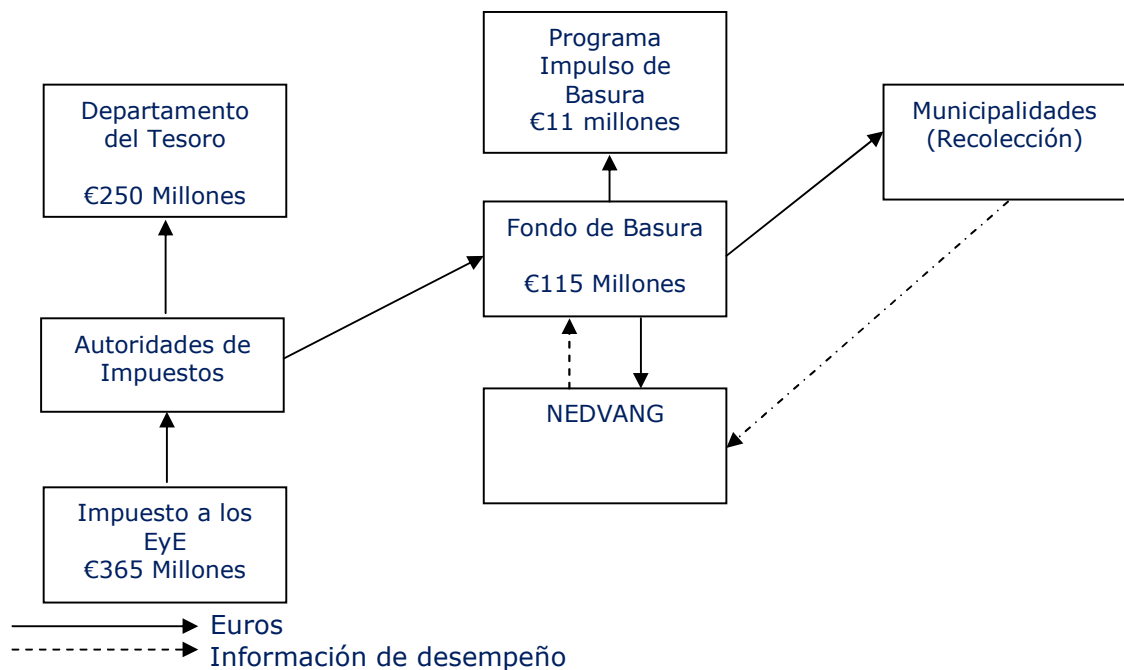 Programa
Impulso de
Basura
€11 millones
Departamento
del Tesoro
€250 Millones
Municipalidades
(Recolección)
Fondo de Basura
€115 Millones
Autoridades de
Impuestos
NEDVANG
Impuesto a los
EyE
€365 Millones
Euros
Información de desempeño